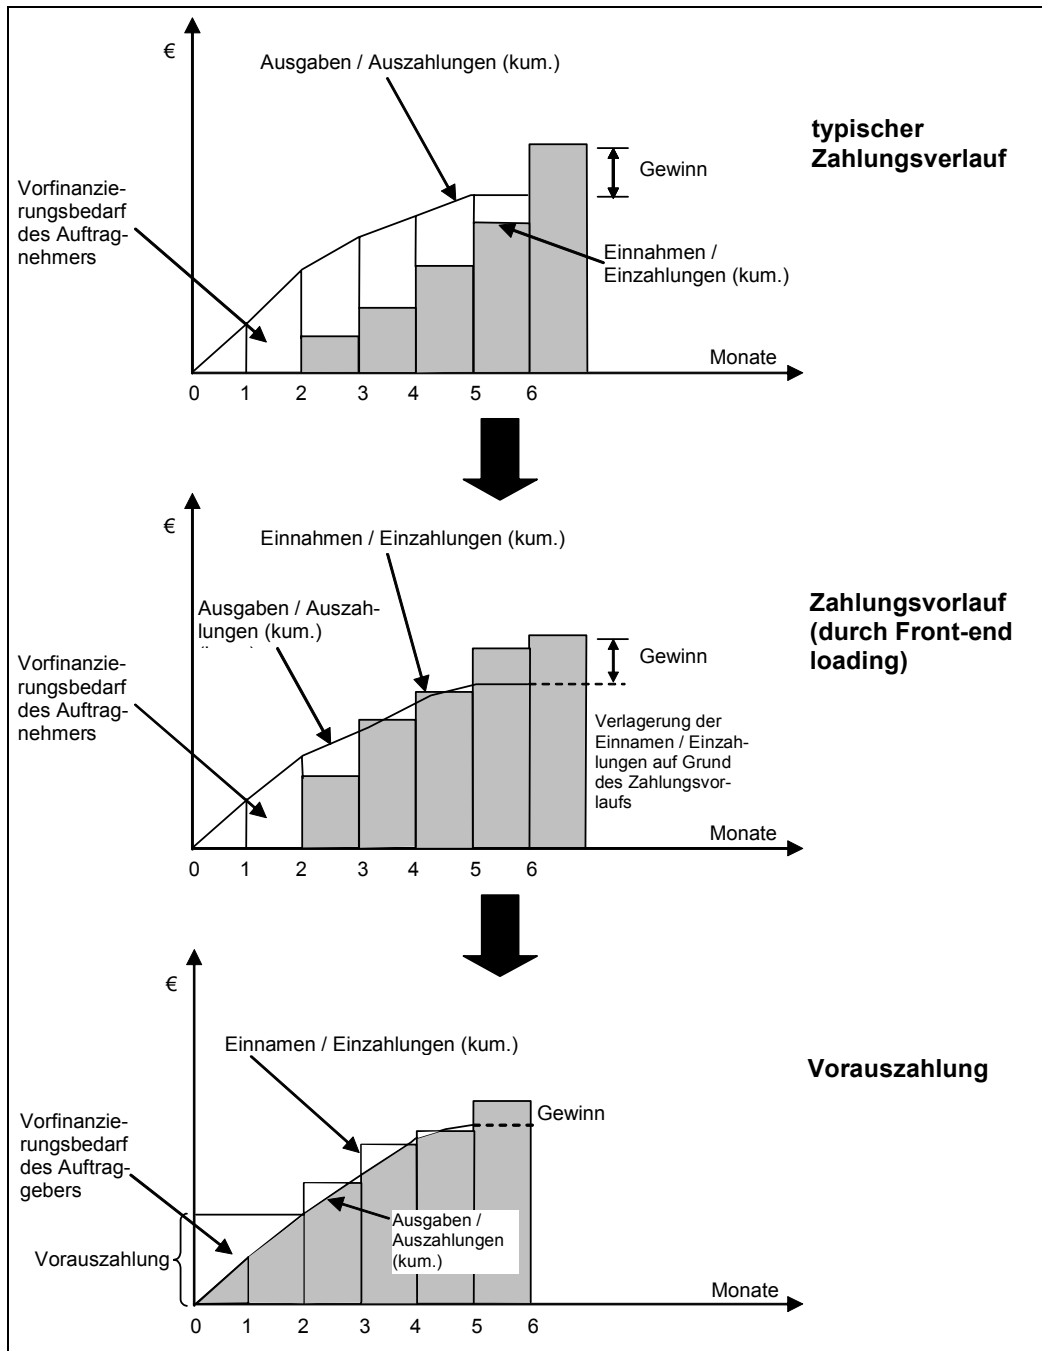 €
Ausgaben / Auszahlungen (kum.)
typischer
Zahlungsverlauf
Gewinn
Vorfinanzie-
rungsbedarf
des Auftrag-
nehmers
Einnahmen /
Einzahlungen (kum.)
Monate
0 1 2 3 4 5 6
€
Einnahmen / Einzahlungen (kum.)
Ausgaben / Auszah-
lungen (kum.)
Zahlungsvorlauf
(durch Front-end
loading)
Gewinn
Vorfinanzie-
rungsbedarf
des Auftrag-
nehmers
Verlagerung der
Einnamen / Einzah-
lungen auf Grund
des Zahlungsvor-
laufs
Monate
0 1 2 3 4 5 6
€
Einnamen / Einzahlungen (kum.)
Vorauszahlung
Gewinn
Vorfinanzie-
rungsbedarf
des Auftrag-
gebers
Ausgaben /
Auszahlungen
(kum.)
Vorauszahlung
Monate
0 1 2 3 4 5 6